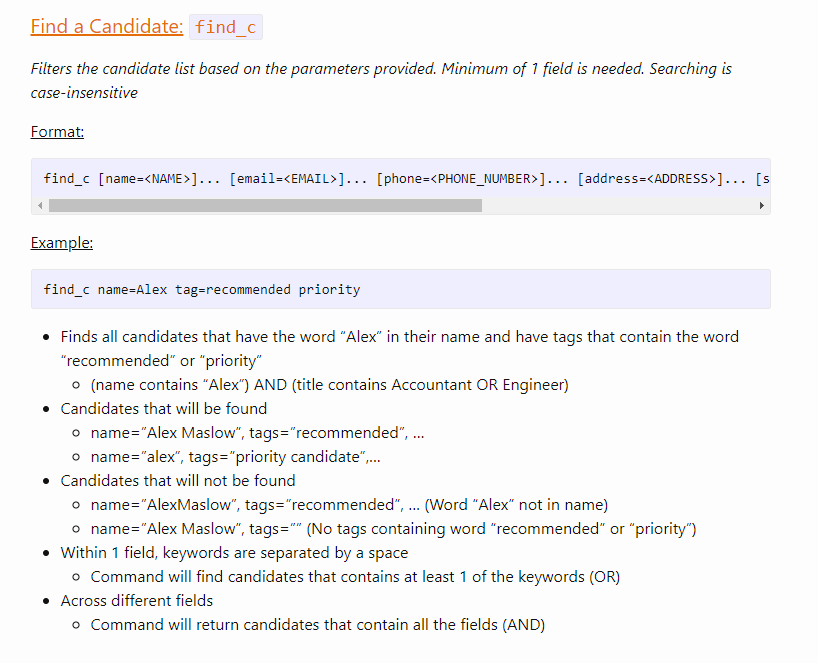 Find a Candidate: find_c
Filters the candidate list based on the parameters provided. Minimum of 1 field is needed. Searching is
case-insensitive
Format:
find_c [name=<NAME>]... [email=<EMAIL>]... [phone=<PHONE_NUMBER>]... [address=<ADDRESS>]... [s
Example:
find_c name=Alex tag=recommended priority
• Finds all candidates that have the word “Alex” in their name and have tags that contain the word
“recommended” or “priority”
◦ (name contains “Alex”) AND (title contains Accountant OR Engineer)
• Candidates that will be found
◦ name=”Alex Maslow”, tags=”recommended”, …
◦ name=”alex”, tags=”priority candidate”,…
• Candidates that will not be found
◦ name=”AlexMaslow”, tags=”recommended”, … (Word “Alex” not in name)
◦ name=”Alex Maslow”, tags=”” (No tags containing word “recommended” or “priority”)
• Within 1 field, keywords are separated by a space
◦ Command will find candidates that contains at least 1 of the keywords (OR)
• Across different fields
◦ Command will return candidates that contain all the fields (AND)